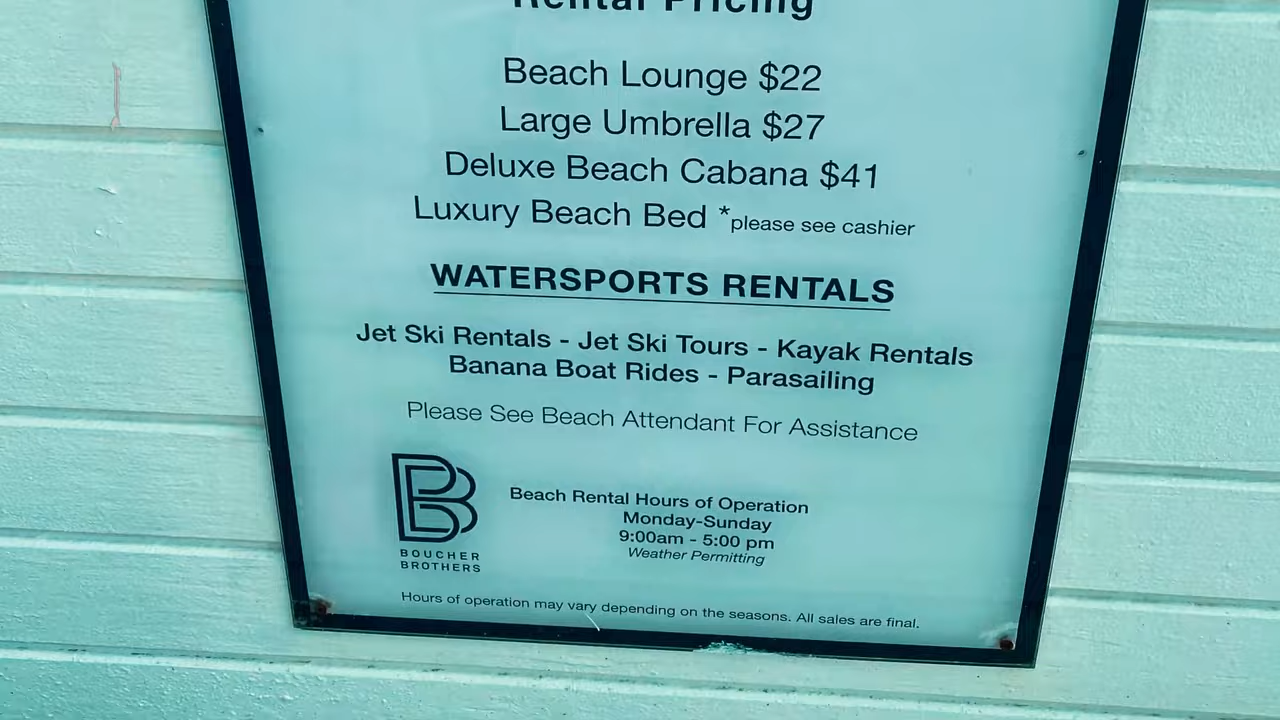 Rental Pricing
Beach Lounge $22
Large Umbrella $27
Deluxe Beach Cabana $41
Luxury Beach Bed *please see cashier
WATERSPORTS RENTALS
Jet Ski Rentals - Jet Ski Tours - Kayak Rentals
Banana Boat Rides - Parasailing
Please See Beach Attendant For Assistance
BOUCHER
BROTHERS
Beach Rental Hours of Operation
Monday-Sunday
9:00am - 5:00 pm
Weather Permitting
Hours of operation may vary depending on the seasons. All sales are final.